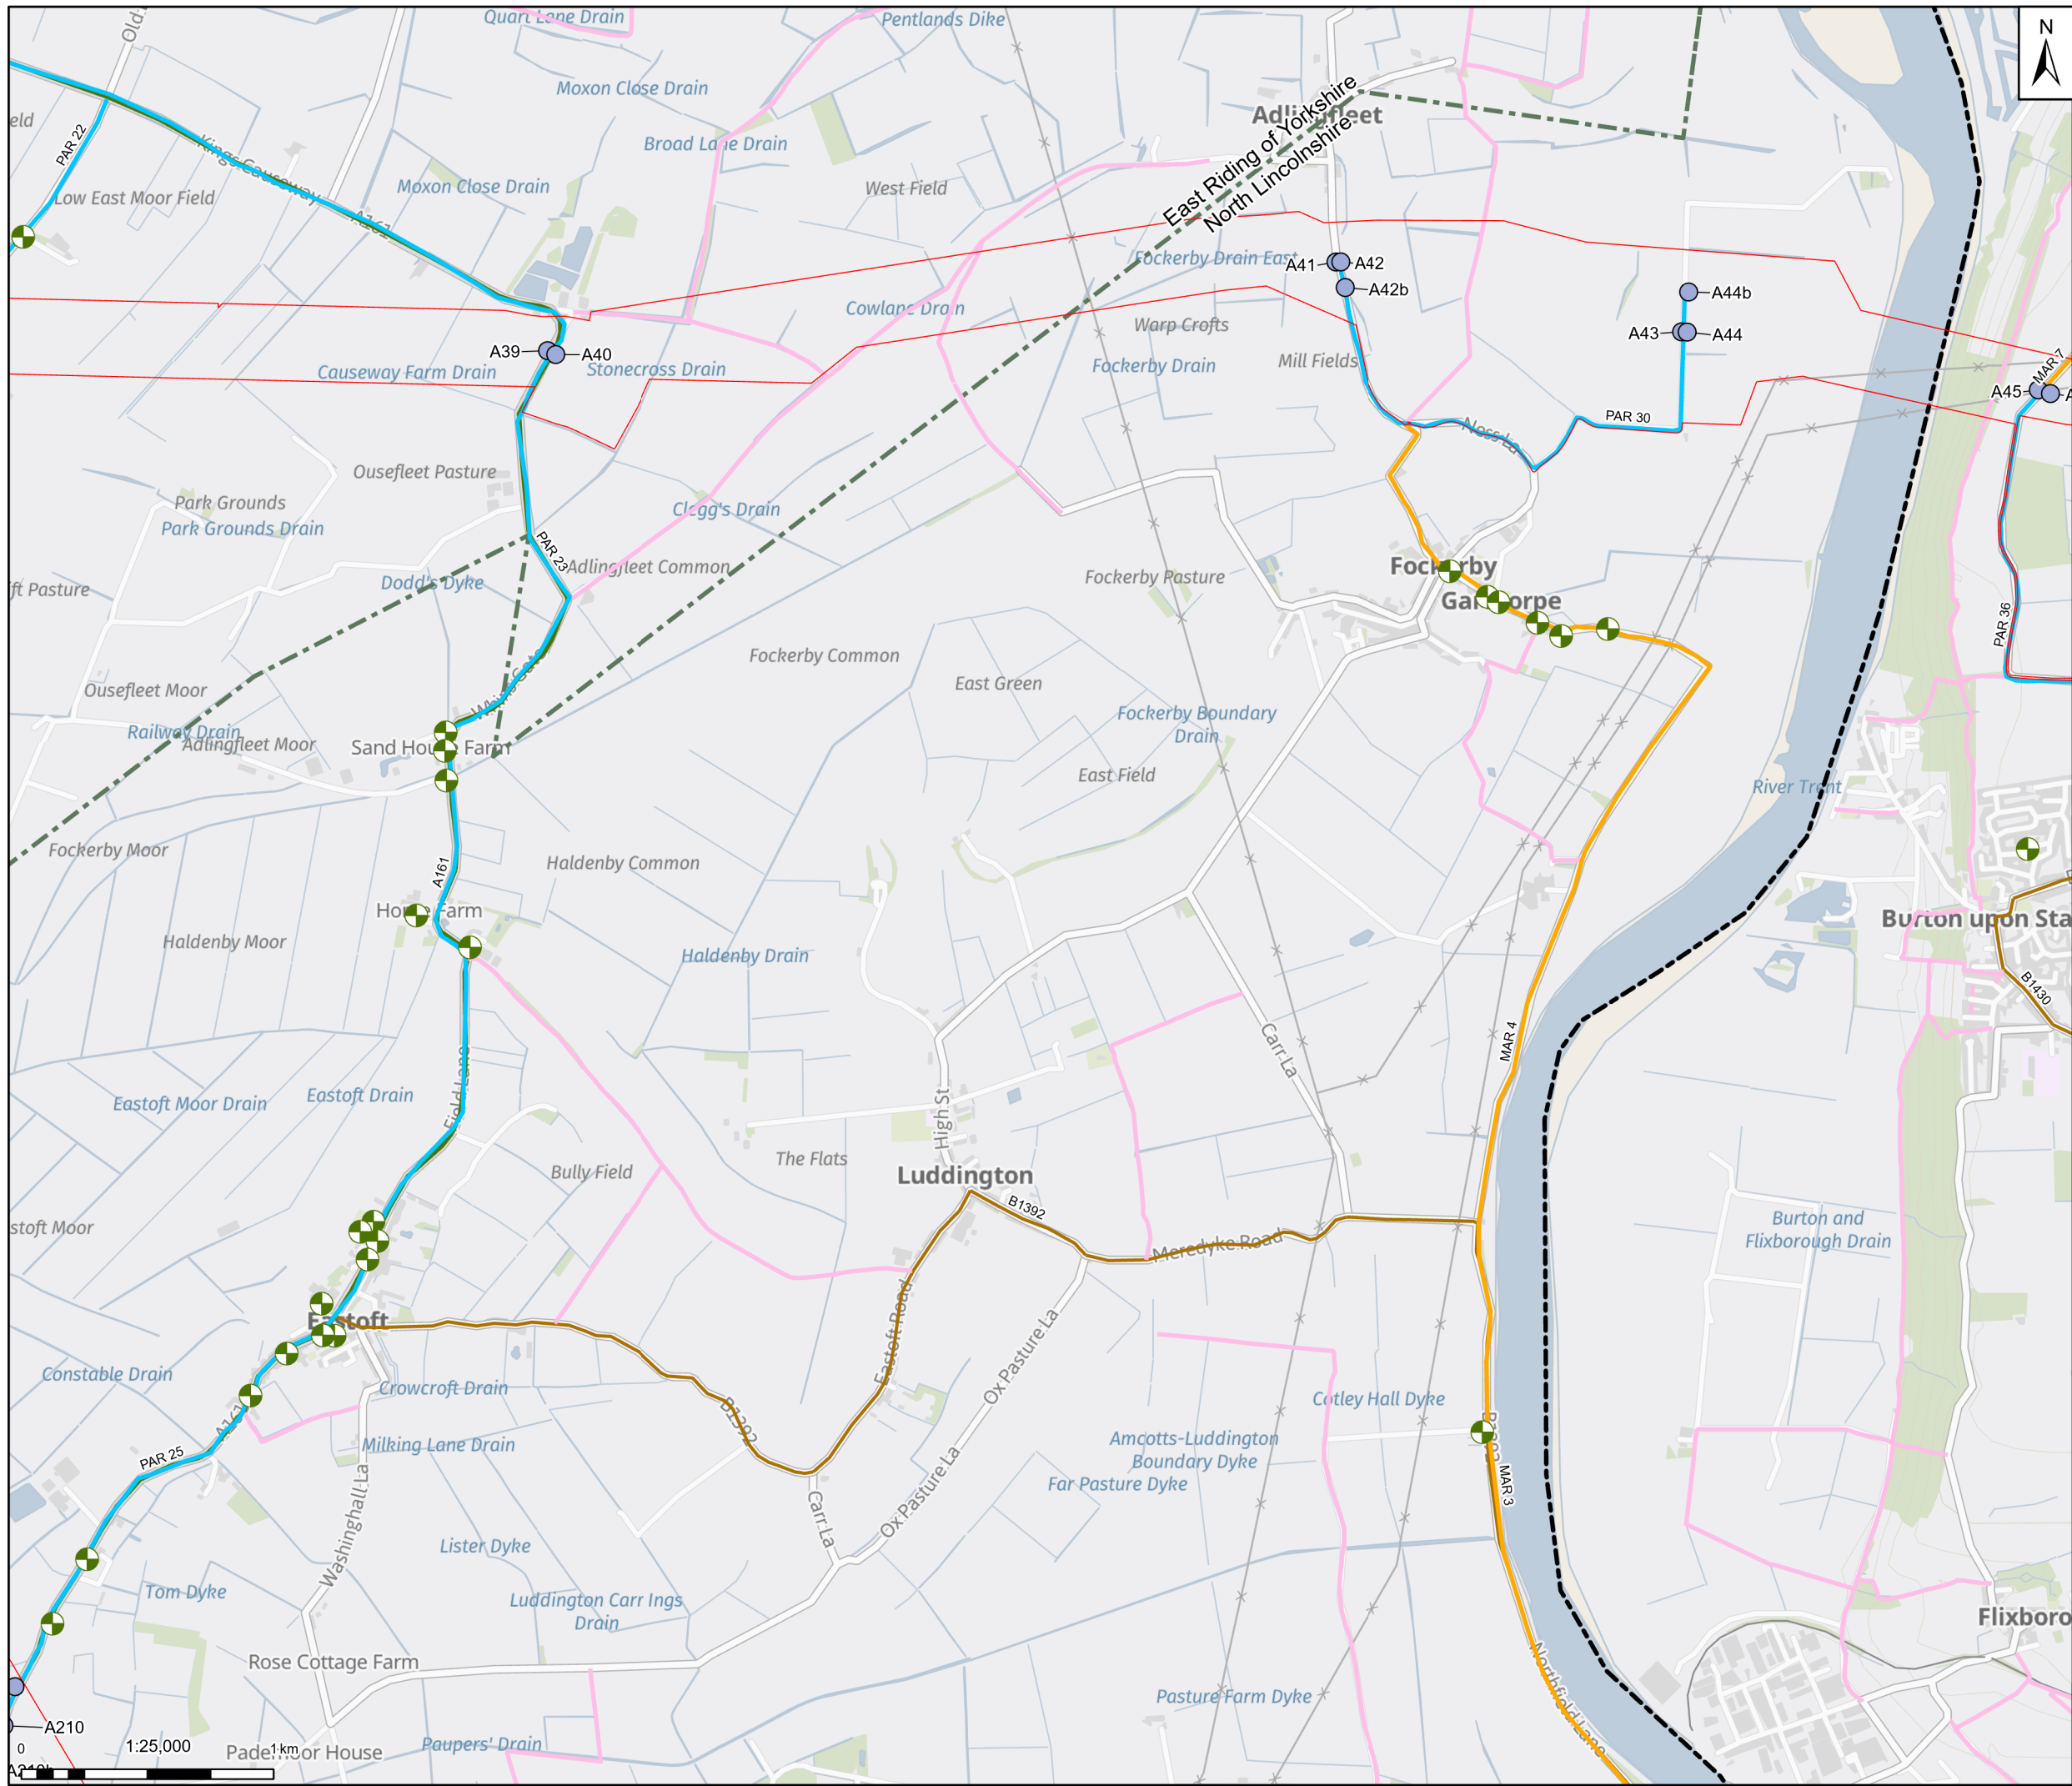 Quart Lane Drain
Pentlands Dike
N
Moxon Close Drain
Adlingfleet
East Riding of Yorkshire
North Lincolnshire
PAR 22
Kings Causeway
Broad Lane Drain
Moxon Close Drain
West Field
Low East Moor Field
A161
Fockerby Drain East
A41
A42
A42b
A44b
Cowlane Drain
Warp Crofts
A43
A44
A39
A40
Stonecross Drain
Causeway Farm Drain
Fockerby Drain
Mill Fields
MAR 7
A45
PAR 30
Ness La
Ousefleet Pasture
Park Grounds
Park Grounds Drain
Clegg's Drain
PAR 23
Adlingfleet Common
Fockerby
Fockerby Pasture
Dodd's Dyke
ft Pasture
Garthorpe
PAR 36
Fockerby Common
East Green
Ousefleet Moor
Fockerby Boundary
Drain
Railway Drain
Adlingfleet Moor
Sand House Farm
East Field
River Trent
Fockerby Moor
Haldenby Common
A161
Home Farm
Burton upon Sta
Haldenby Moor
Haldenby Drain
B1430
MAR 4
Carr La
Field Lane
Eastoft Drain
Eastoft Moor Drain
High St
The Flats
Bully Field
Luddington
B1392
stoft Moor
Burton and
Flixborough Drain
Meredyke Road
Eastoft
Eastoft Road
Ox Pasture La
Constable Drain
Crowcroft Drain
Cotley Hall Dyke
B1392
A161
Milking Lane Drain
Amcotts-Luddington
Boundary Dyke
PAR 25
Far Pasture Dyke
MAR 3
Carr La
Ox Pasture La
Washinghall La
Lister Dyke
Tom Dyke
Luddington Carr Ings
Drain
Flixboro
Rose Cottage Farm
Northfield Lane
Pasture Farm Dyke
A210
1:25,000
0
1 km
Padermoor House
Paupers' Drain
A210b